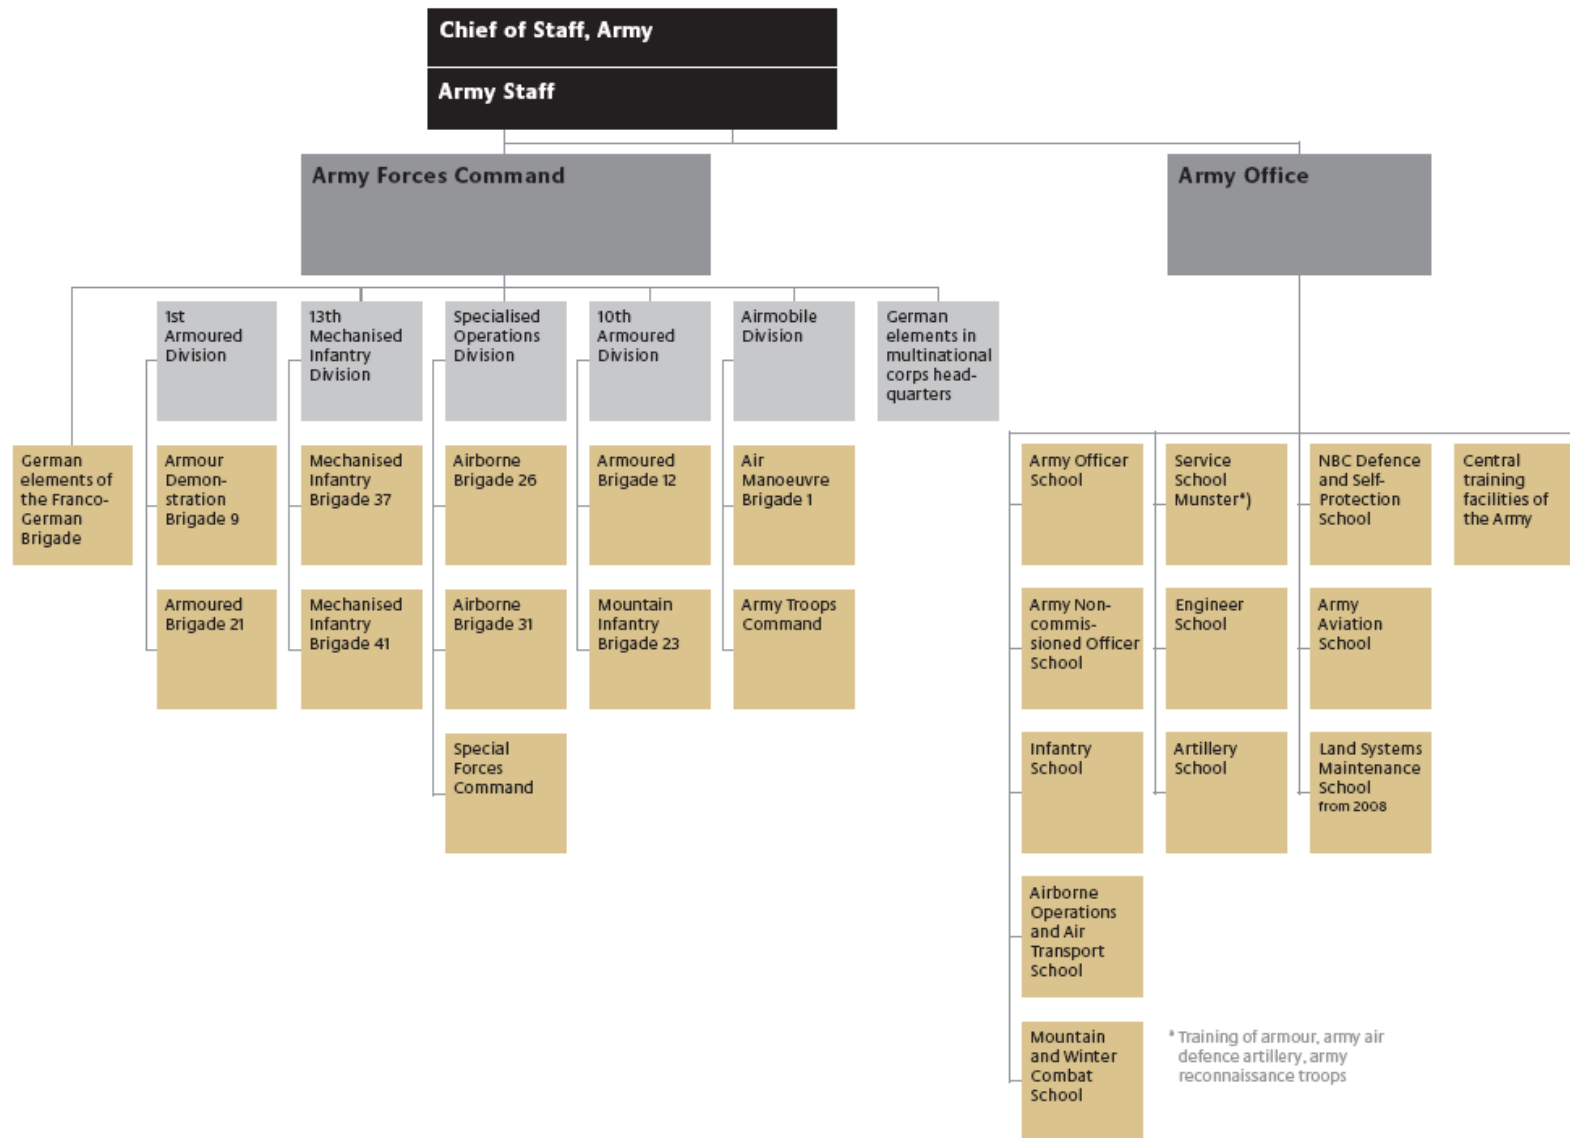 Chief of Staff, Army
Army Staff
Army Forces Command
Army Office
1st
Armoured
Division
13th
Mechanised
Infantry
Division
Specialised
Operations
Division
10th
Armoured
Division
Airmobile
Division
German
elements in
multinational
corps head-
quarters
German
elements of
the Franco-
German
Brigade
Armour
Demon-
stration
Brigade 9
Mechanised
Infantry
Brigade 37
Airborne
Brigade 26
Armoured
Brigade 12
Air
Manoeuvre
Brigade 1
Army Officer
School
Service
School
Munster*)
NBC Defence
and Self-
Protection
School
Central
training
facilities of
the Army
Armoured
Brigade 21
Mechanised
Infantry
Brigade 41
Airborne
Brigade 31
Mountain
Infantry
Brigade 23
Army Troops
Command
Army Non-
commis-
sioned Officer
School
Engineer
School
Army
Aviation
School
Special
Forces
Command
Infantry
School
Artillery
School
Land Systems
Maintenance
School
from 2008
Airborne
Operations
and Air
Transport
School
Mountain
and Winter
Combat
School
* Training of armour, army air
defence artillery, army
reconnaissance troops